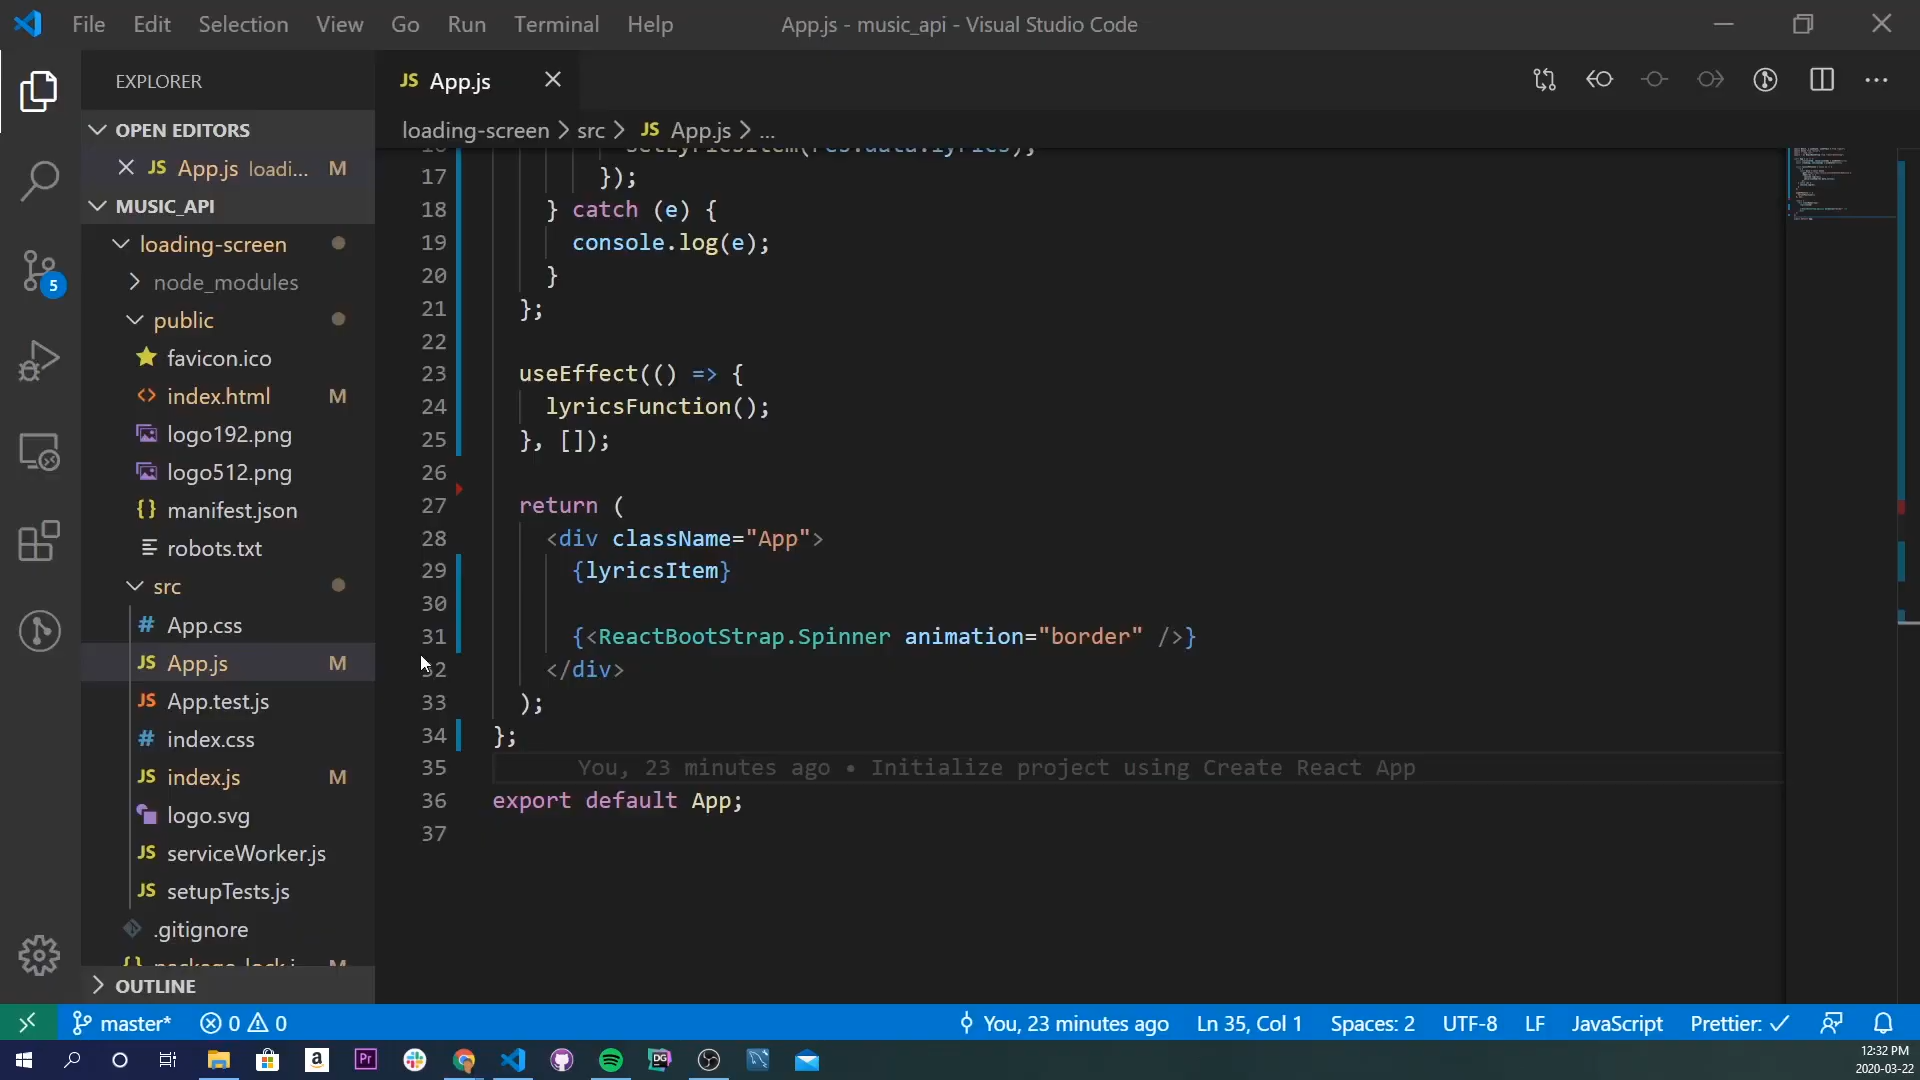 File Edit Selection View Go Run Terminal Help App.js - music_api - Visual Studio Code
EXPLORER
OPEN EDITORS
JS App.js loadi... M
MUSIC_API
loading-screen
node_modules
public
favicon.ico
<> index.html M
logo192.png
logo512.png
{} manifest.json
robots.txt
src
# App.css
JS App.js M
JS App.test.js
# index.css
JS index.js M
logo.svg
JS serviceWorker.js
JS setupTests.js
.gitignore
OUTLINE
5
JS App.js
loading-screen > src > JS App.js > ...
17 });
18 } catch (e) {
19 console.log(e);
20 }
21 };
22
23 useEffect(() => {
24 lyricsFunction();
25 }, []);
26
27 return (
28 <div className="App">
29 {lyricsItem}
30
31 {<ReactBootStrap.Spinner animation="border" />}
32 </div>
33 );
34 };
35 You, 23 minutes ago • Initialize project using Create React App
36 export default App;
37
master* 0 0 You, 23 minutes ago Ln 35, Col 1 Spaces: 2 UTF-8 LF JavaScript Prettier: ✓
12:32 PM
2020-03-22